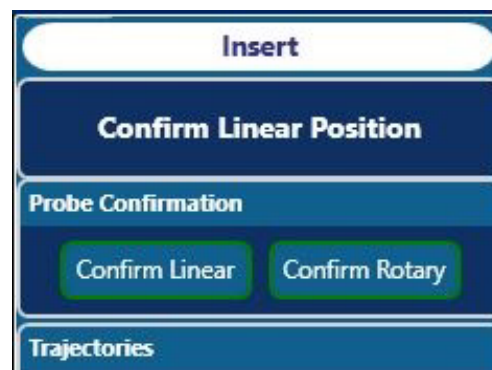 Insert
Confirm Linear Position
Probe Confirmation
Confirm Linear Confirm Rotary
Trajectories